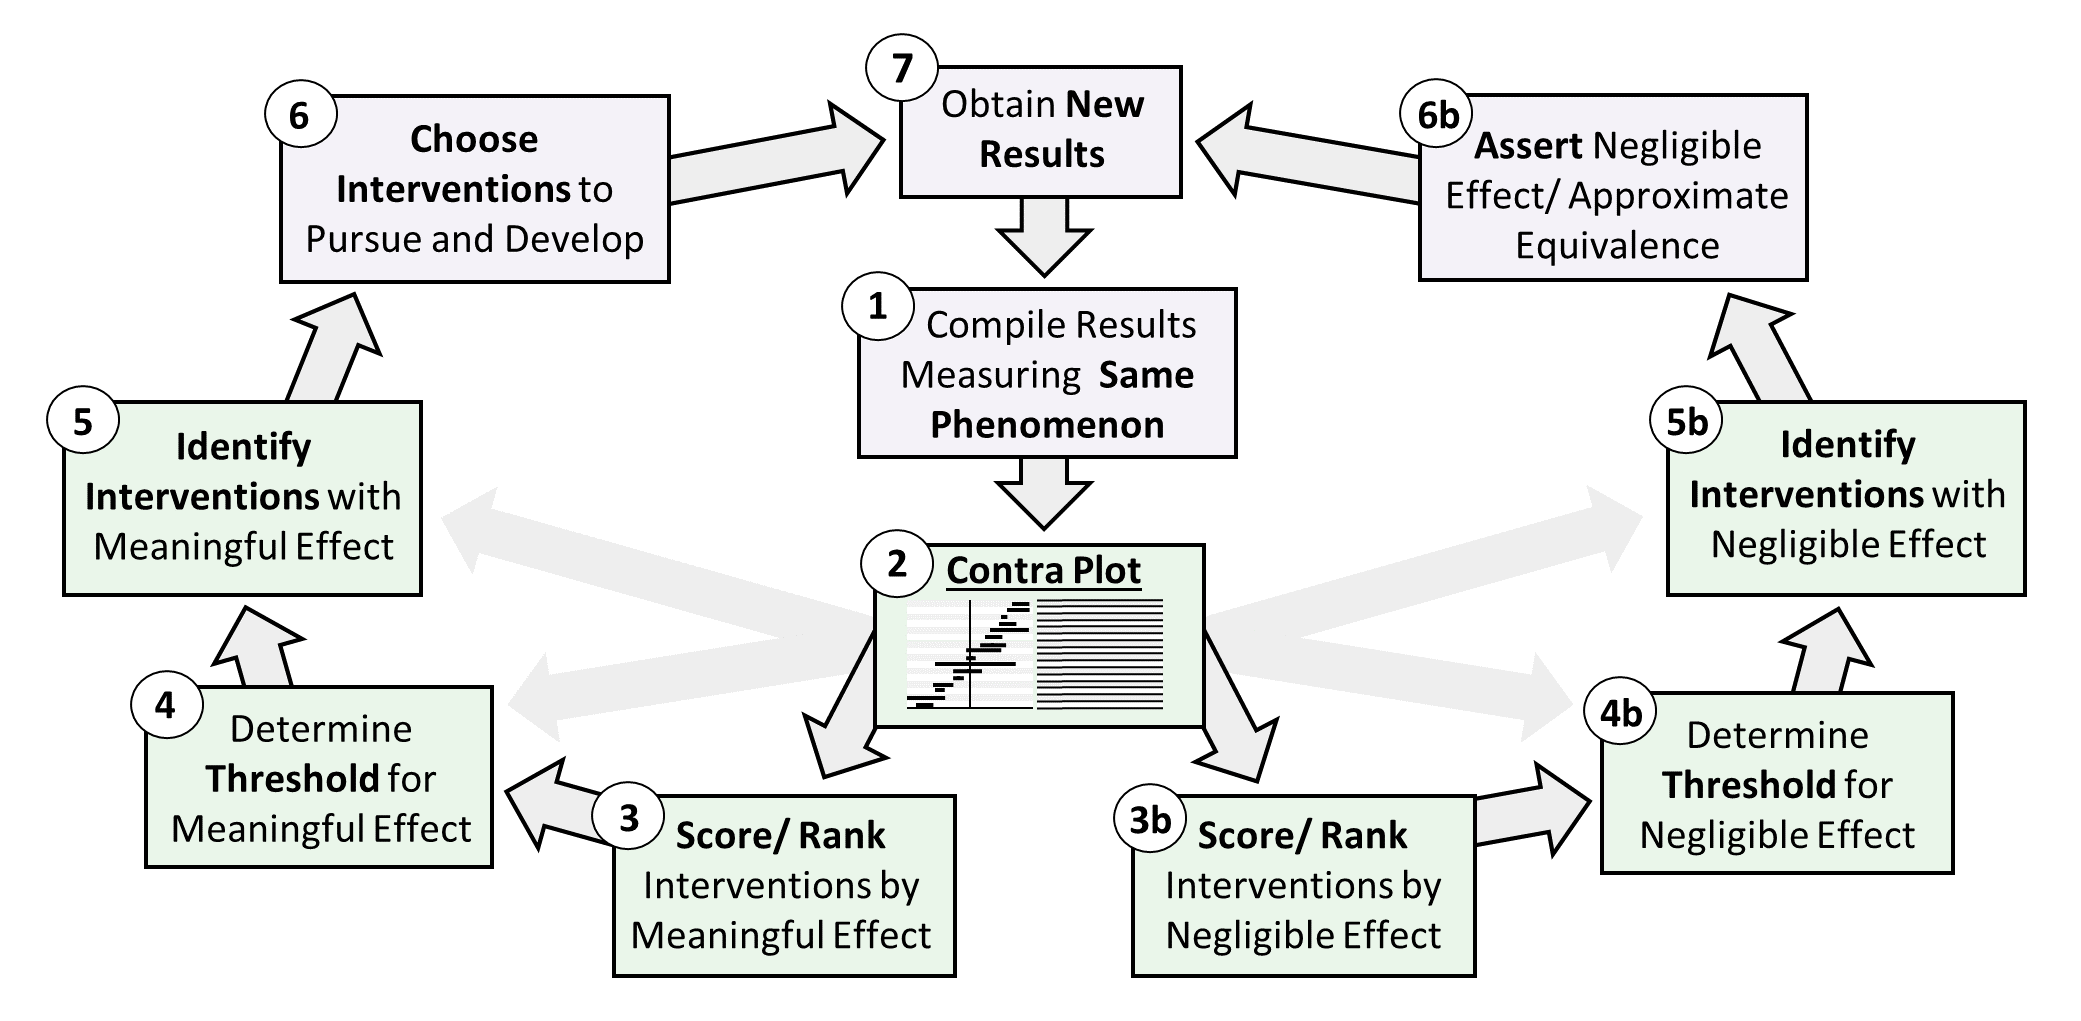 7
Obtain New
Results
6
Choose
Interventions to
Pursue and Develop
6b
Assert Negligible
Effect/ Approximate
Equivalence
1
Compile Results
Measuring Same
Phenomenon
5
Identify
Interventions with
Meaningful Effect
5b
Identify
Interventions with
Negligible Effect
2
Contra Plot
4
Determine
Threshold for
Meaningful Effect
4b
Determine
Threshold for
Negligible Effect
3
Score/ Rank
Interventions by
Meaningful Effect
3b
Score/ Rank
Interventions by
Negligible Effect